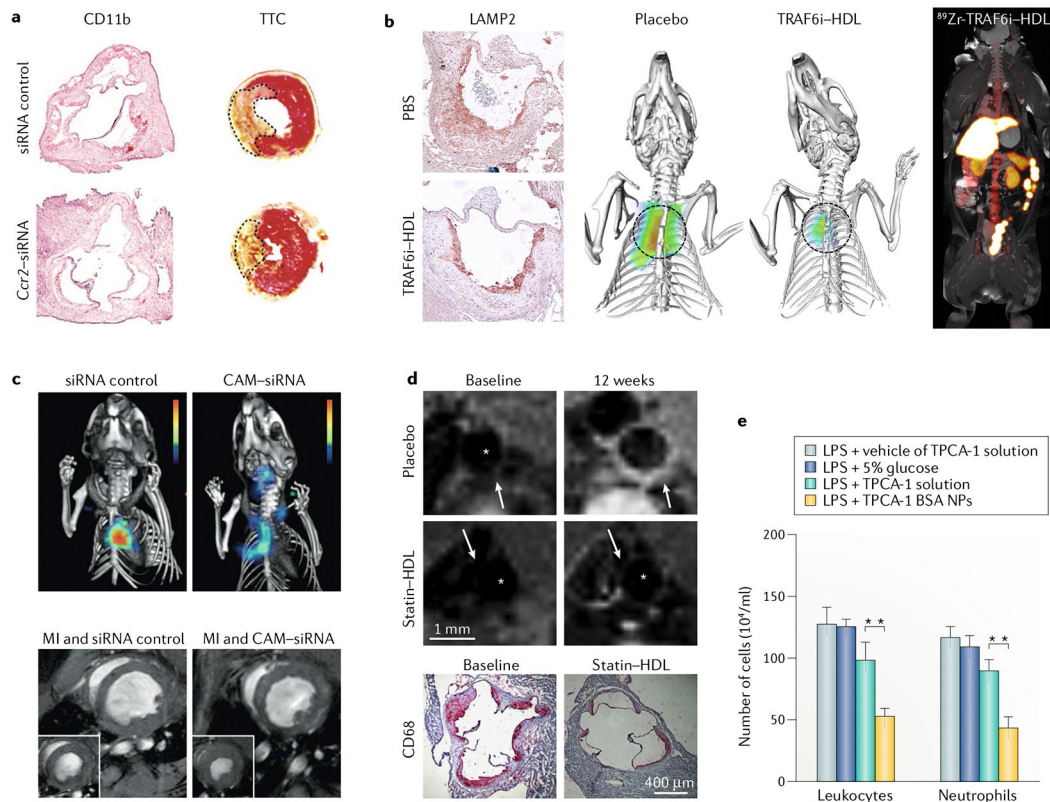 a
CD11b
TTC
siRNA control
Ccr2–siRNA
b
LAMP2
Placebo
TRAF6i–HDL
⁸⁹Zr-TRAF6i–HDL
PBS
TRAF6i–HDL
c
siRNA control
CAM–siRNA
MI and siRNA control
MI and CAM–siRNA
d
Baseline
12 weeks
Placebo
*
Statin–HDL
*
*
1 mm
Baseline
Statin–HDL
CD68
400 μm
e
LPS + vehicle of TPCA-1 solution
LPS + 5% glucose
LPS + TPCA-1 solution
LPS + TPCA-1 BSA NPs
Number of cells (10⁴/ml)
200
150
100
50
0
* *
* *
Leukocytes
Neutrophils